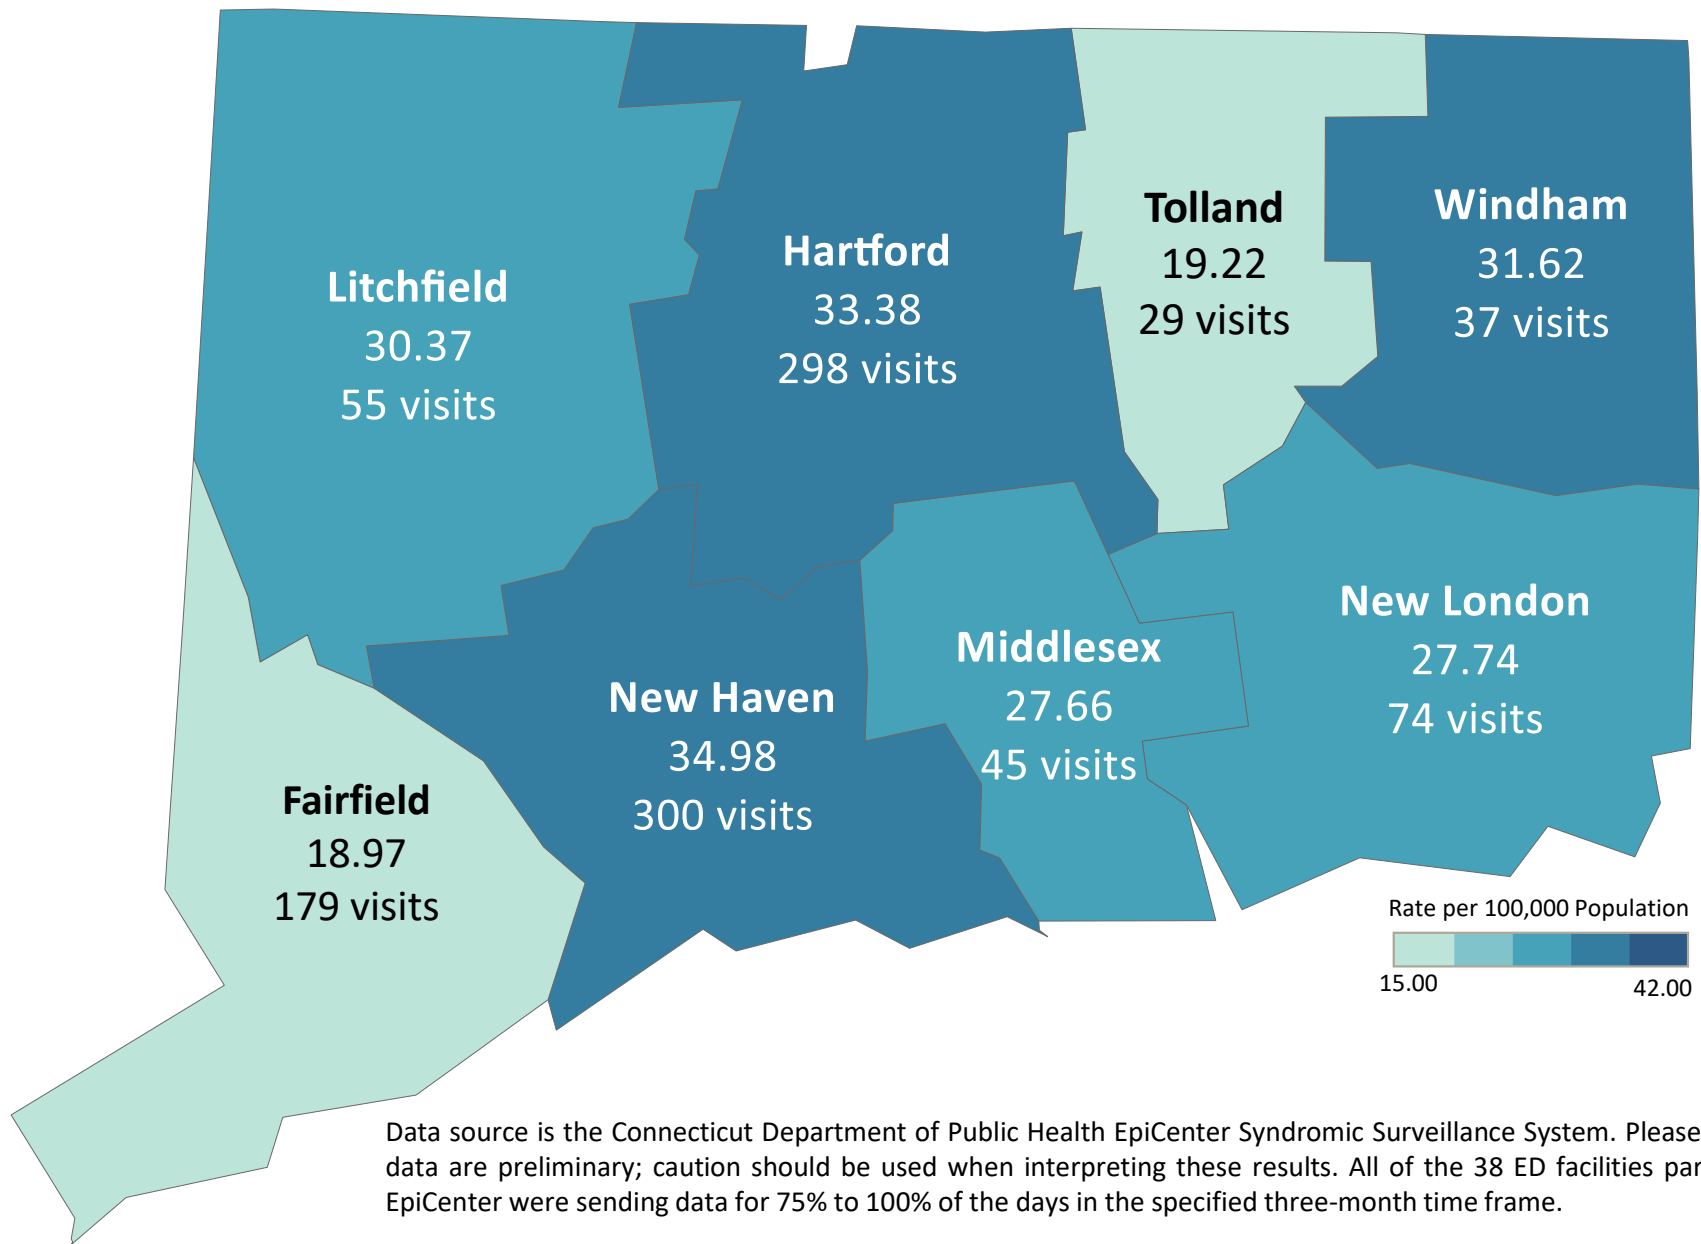 Litchfield
30.37
55 visits
Hartford
33.38
298 visits
Tolland
19.22
29 visits
Windham
31.62
37 visits
Fairfield
18.97
179 visits
New Haven
34.98
300 visits
Middlesex
27.66
45 visits
New London
27.74
74 visits
Rate per 100,000 Population
15.00
42.00
Data source is the Connecticut Department of Public Health EpiCenter Syndromic Surveillance System. Please
data are preliminary; caution should be used when interpreting these results. All of the 38 ED facilities par
EpiCenter were sending data for 75% to 100% of the days in the specified three-month time frame.